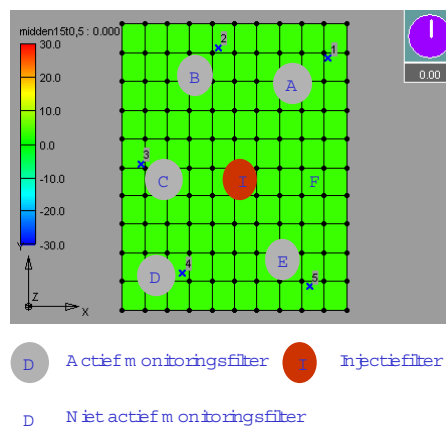 midden15t0,5 : 0.000
30.0
20.0
10.0
0.0
-10.0
-20.0
-30.0
2
1
B
A
0.00
3
C
I
F
4
D
E
5
Y
Z
X
D Actief monitoringsfilter I Injectiefilter
D Niet actief monitoringsfilter